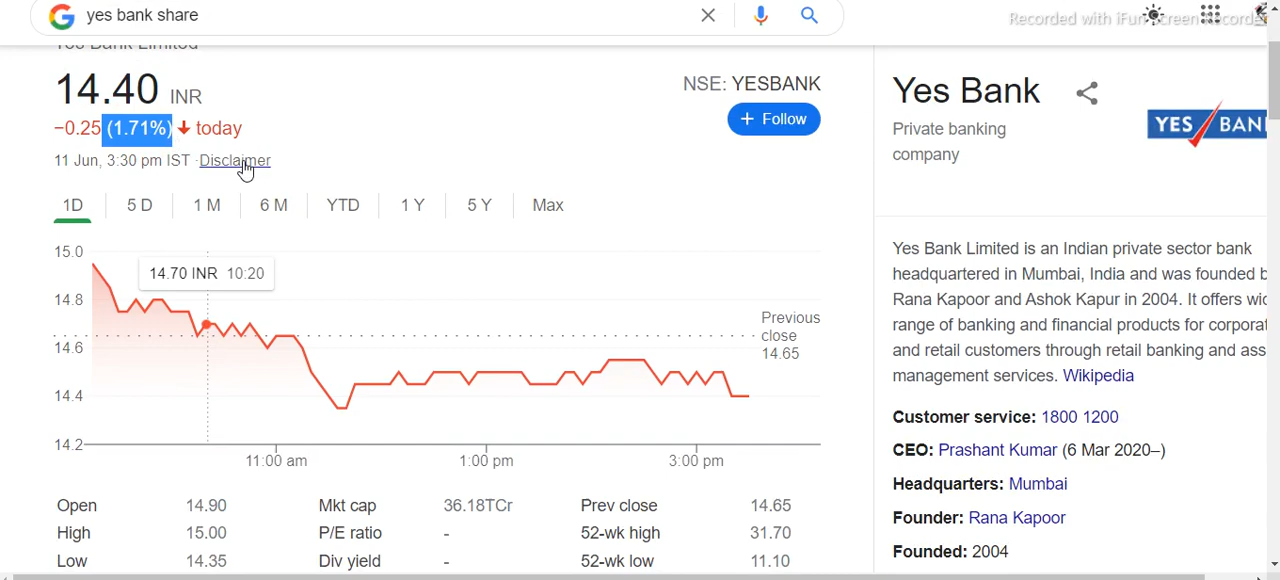 yes bank share
Recorded with iFun Screen Recorder
Yes Bank Limited
14.40 INR
NSE: YESBANK
−0.25 (1.71%) today
+ Follow
11 Jun, 3:30 pm IST · Disclaimer
1D 5 D 1 M 6 M YTD 1 Y 5 Y Max
15.0
14.70 INR 10:20
14.8
14.6
14.4
14.2
Previous
close
14.65
11:00 am 1:00 pm 3:00 pm
Open 14.90 Mkt cap 36.18TCr Prev close 14.65
High 15.00 P/E ratio - 52-wk high 31.70
Low 14.35 Div yield - 52-wk low 11.10
Yes Bank
Private banking
company
YES BAN
Yes Bank Limited is an Indian private sector bank
headquartered in Mumbai, India and was founded b
Rana Kapoor and Ashok Kapur in 2004. It offers wi
range of banking and financial products for corporat
and retail customers through retail banking and ass
management services. Wikipedia
Customer service: 1800 1200
CEO: Prashant Kumar (6 Mar 2020–)
Headquarters: Mumbai
Founder: Rana Kapoor
Founded: 2004